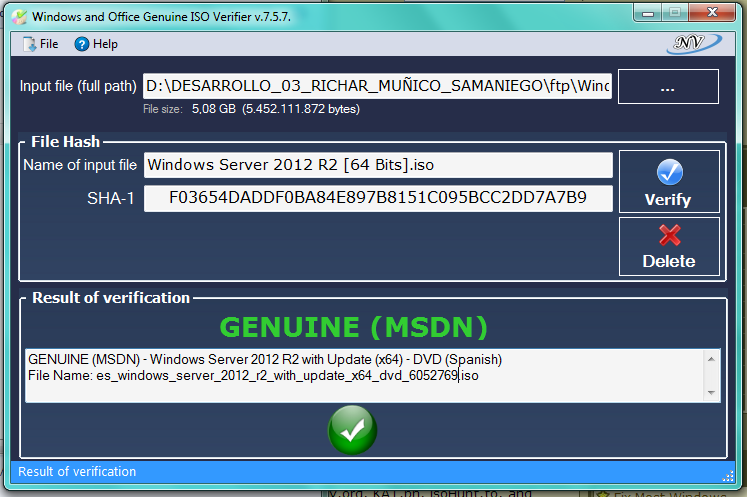 Windows and Office Genuine ISO Verifier v.7.5.7.
File Help
NV
Input file (full path) D:\DESARROLLO_03_RICHAR_MUÑICO_SAMANIEGO\ftp\Wind ...
File size: 5,08 GB (5.452.111.872 bytes)
File Hash
Name of input file Windows Server 2012 R2 [64 Bits].iso
Verify
SHA-1 F03654DADDF0BA84E897B8151C095BCC2DD7A7B9
Delete
Result of verification
GENUINE (MSDN)
GENUINE (MSDN) - Windows Server 2012 R2 with Update (x64) - DVD (Spanish)
File Name: es_windows_server_2012_r2_with_update_x64_dvd_6052769.iso
Result of verification